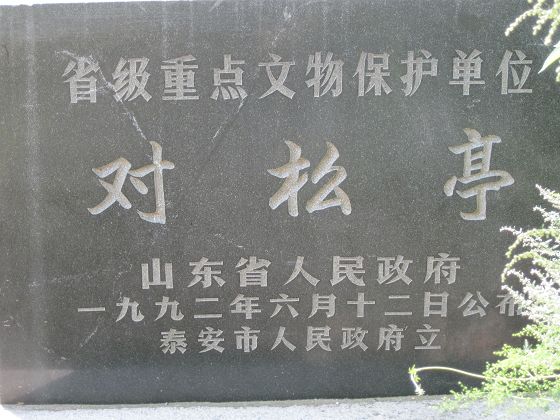 省级重点文物保护单位
对松亭
山东省人民政府
一九九二年六月十二日公布
泰安市人民政府立